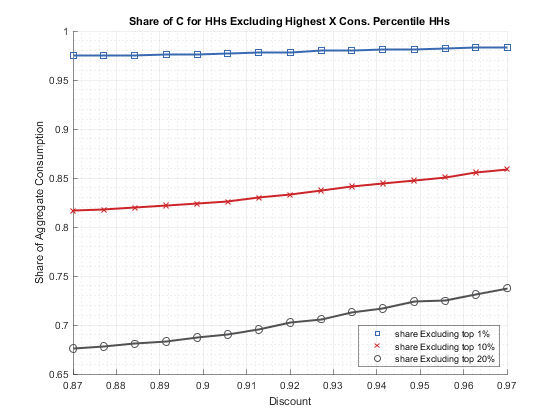 Share of C for HHs Excluding Highest X Cons. Percentile HHs
1
0.95
0.9
0.85
0.8
0.75
0.7
0.65
Share of Aggregate Consumption
share Excluding top 1%
share Excluding top 10%
share Excluding top 20%
0.87 0.88 0.89 0.9 0.91 0.92 0.93 0.94 0.95 0.96 0.97
Discount